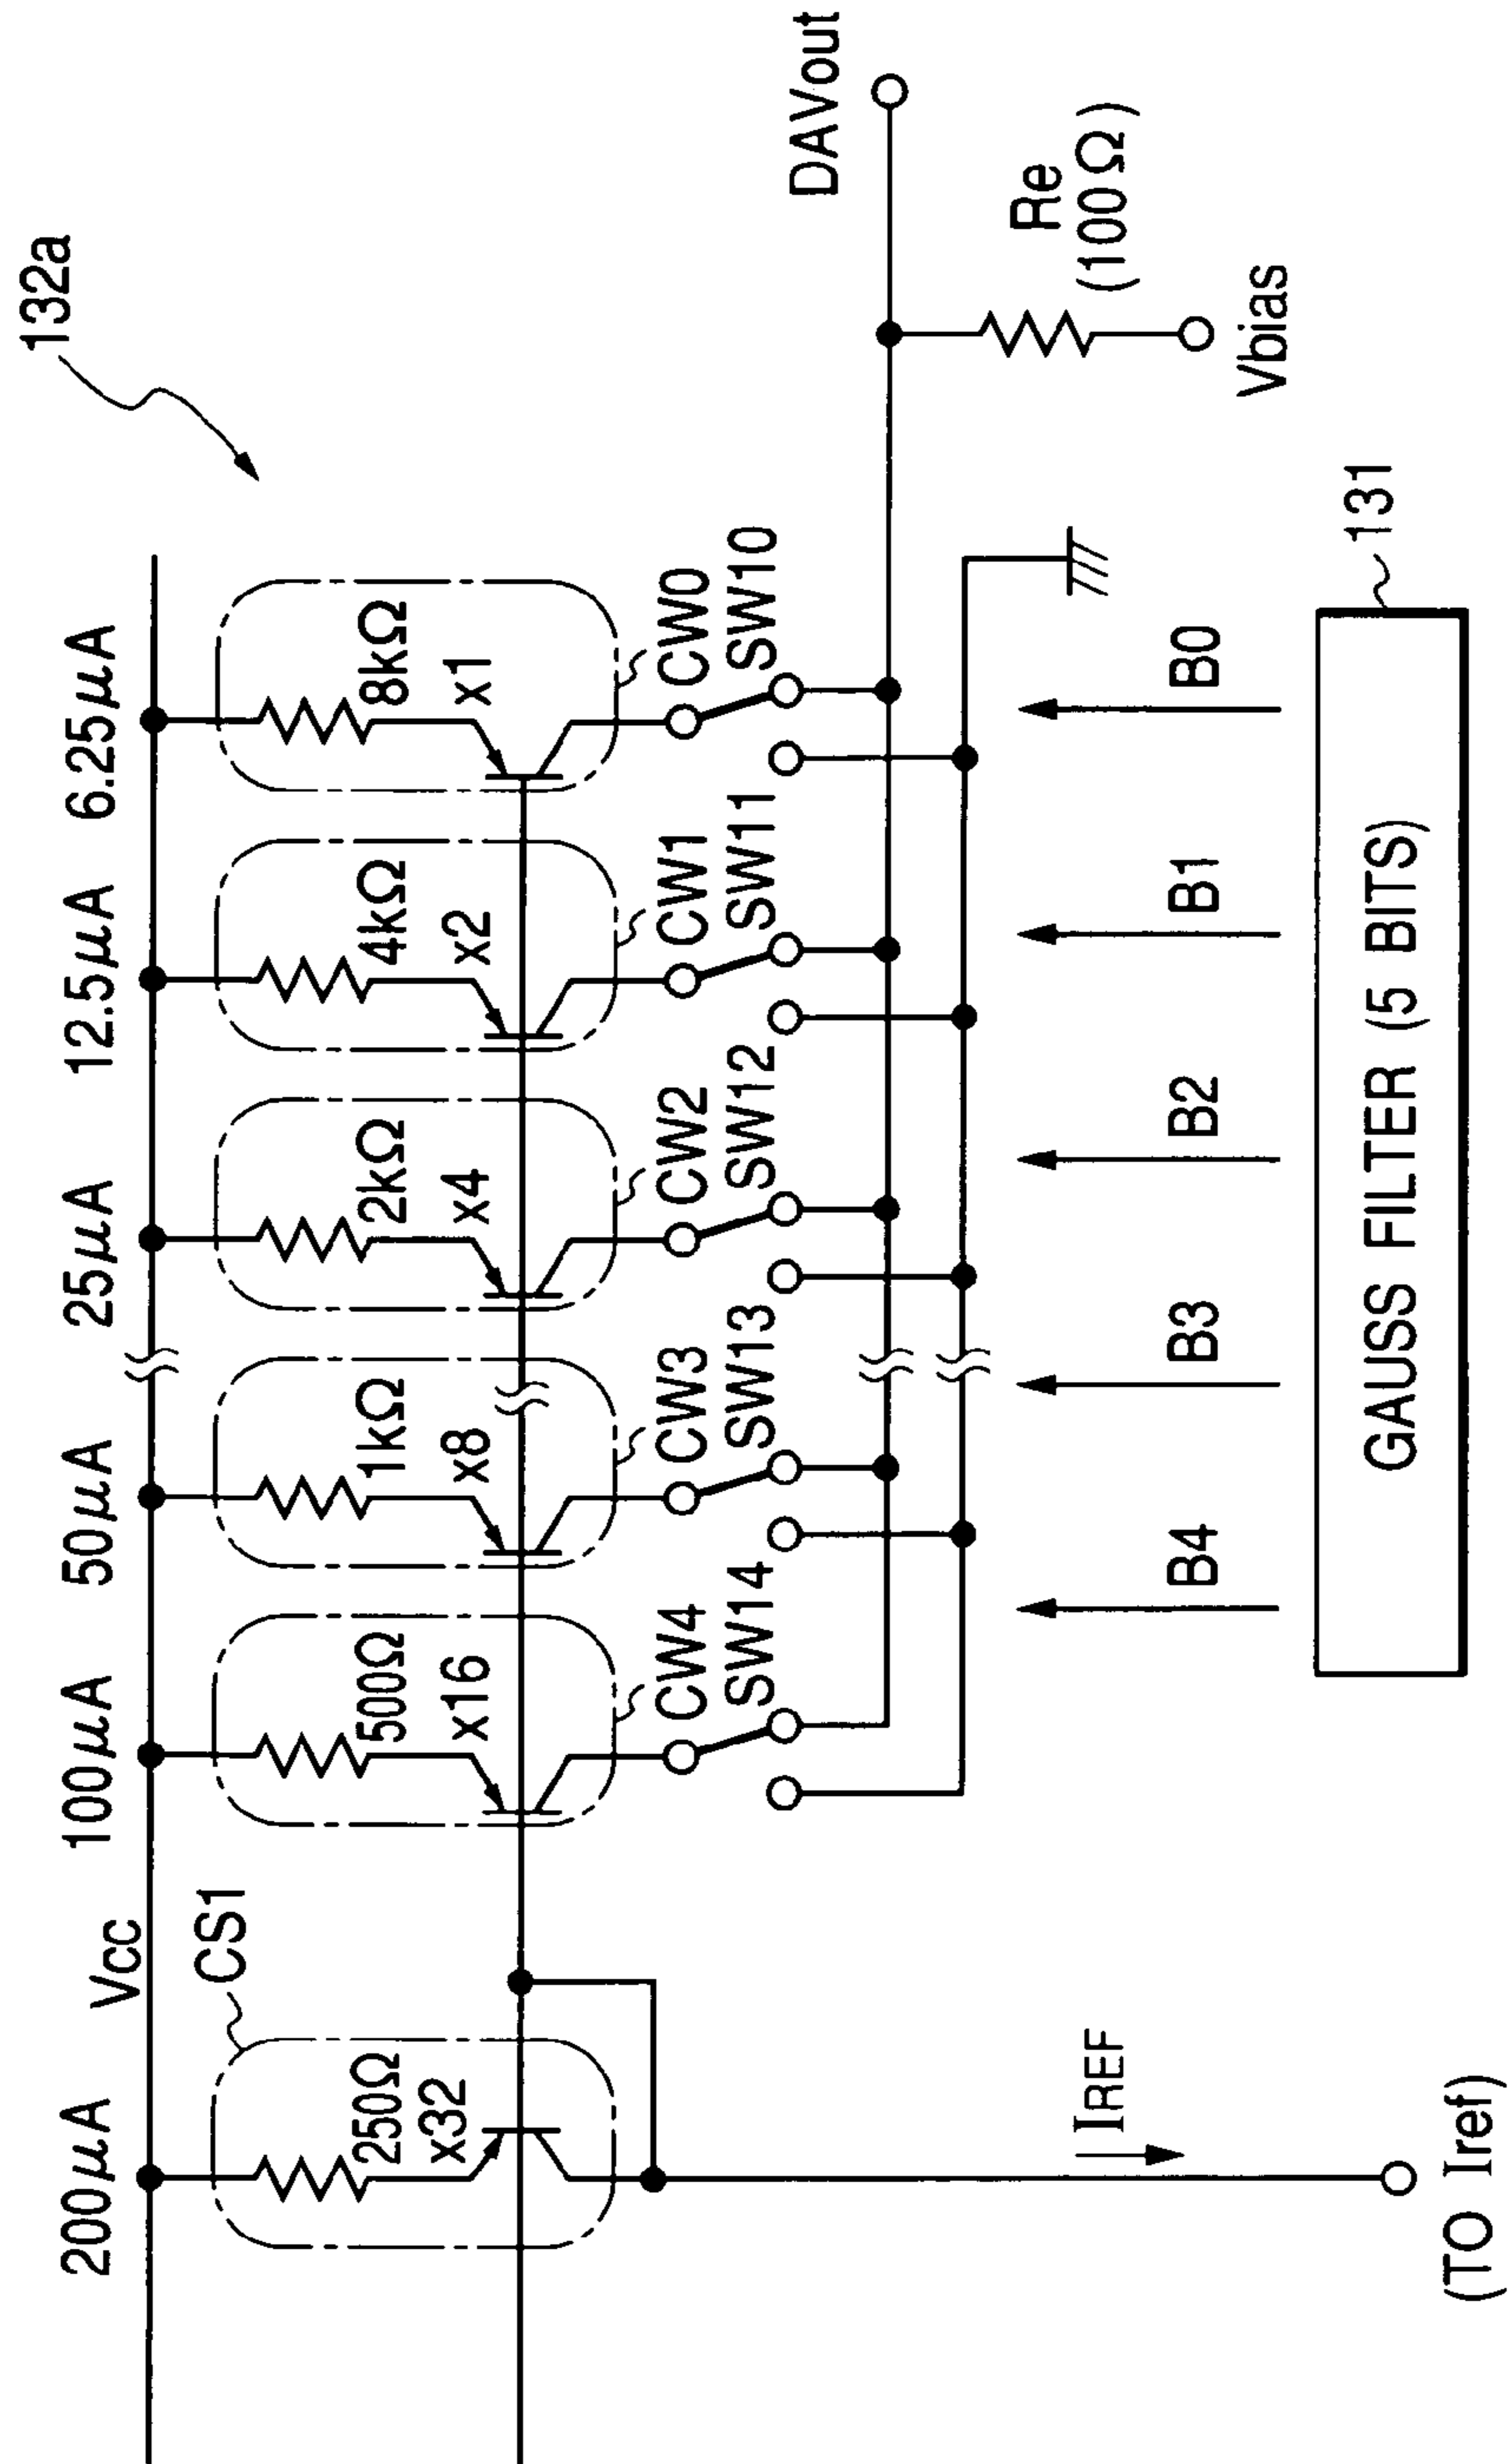 132a
200μA
100μA
50μA
25μA
12.5μA
6.25μA
Vcc
CS1
250Ω
x32
500Ω
x16
1kΩ
x8
2kΩ
x4
4kΩ
x2
8kΩ
x1
CW4
SW14
CW3
SW13
CW2
SW12
CW1
SW11
CW0
SW10
DAVout
Re
(100Ω)
Vbias
IREF
(TO Iref)
B4
B3
B2
B1
B0
131
GAUSS FILTER (5 BITS)